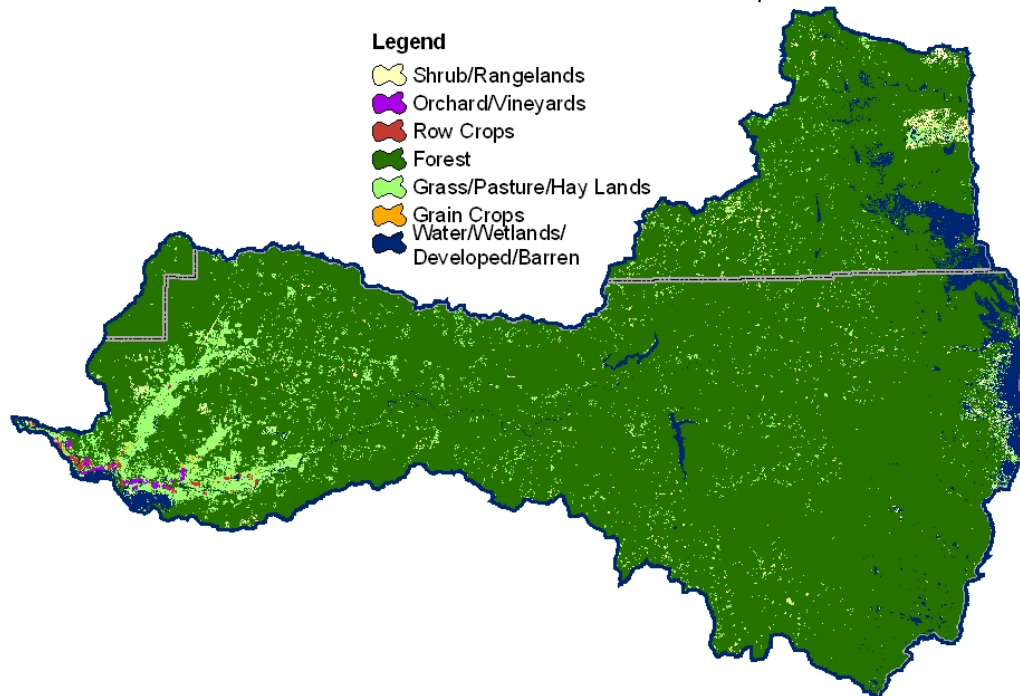 Legend
Shrub/Rangelands
Orchard/Vineyards
Row Crops
Forest
Grass/Pasture/Hay Lands
Grain Crops
Water/Wetlands/
Developed/Barren